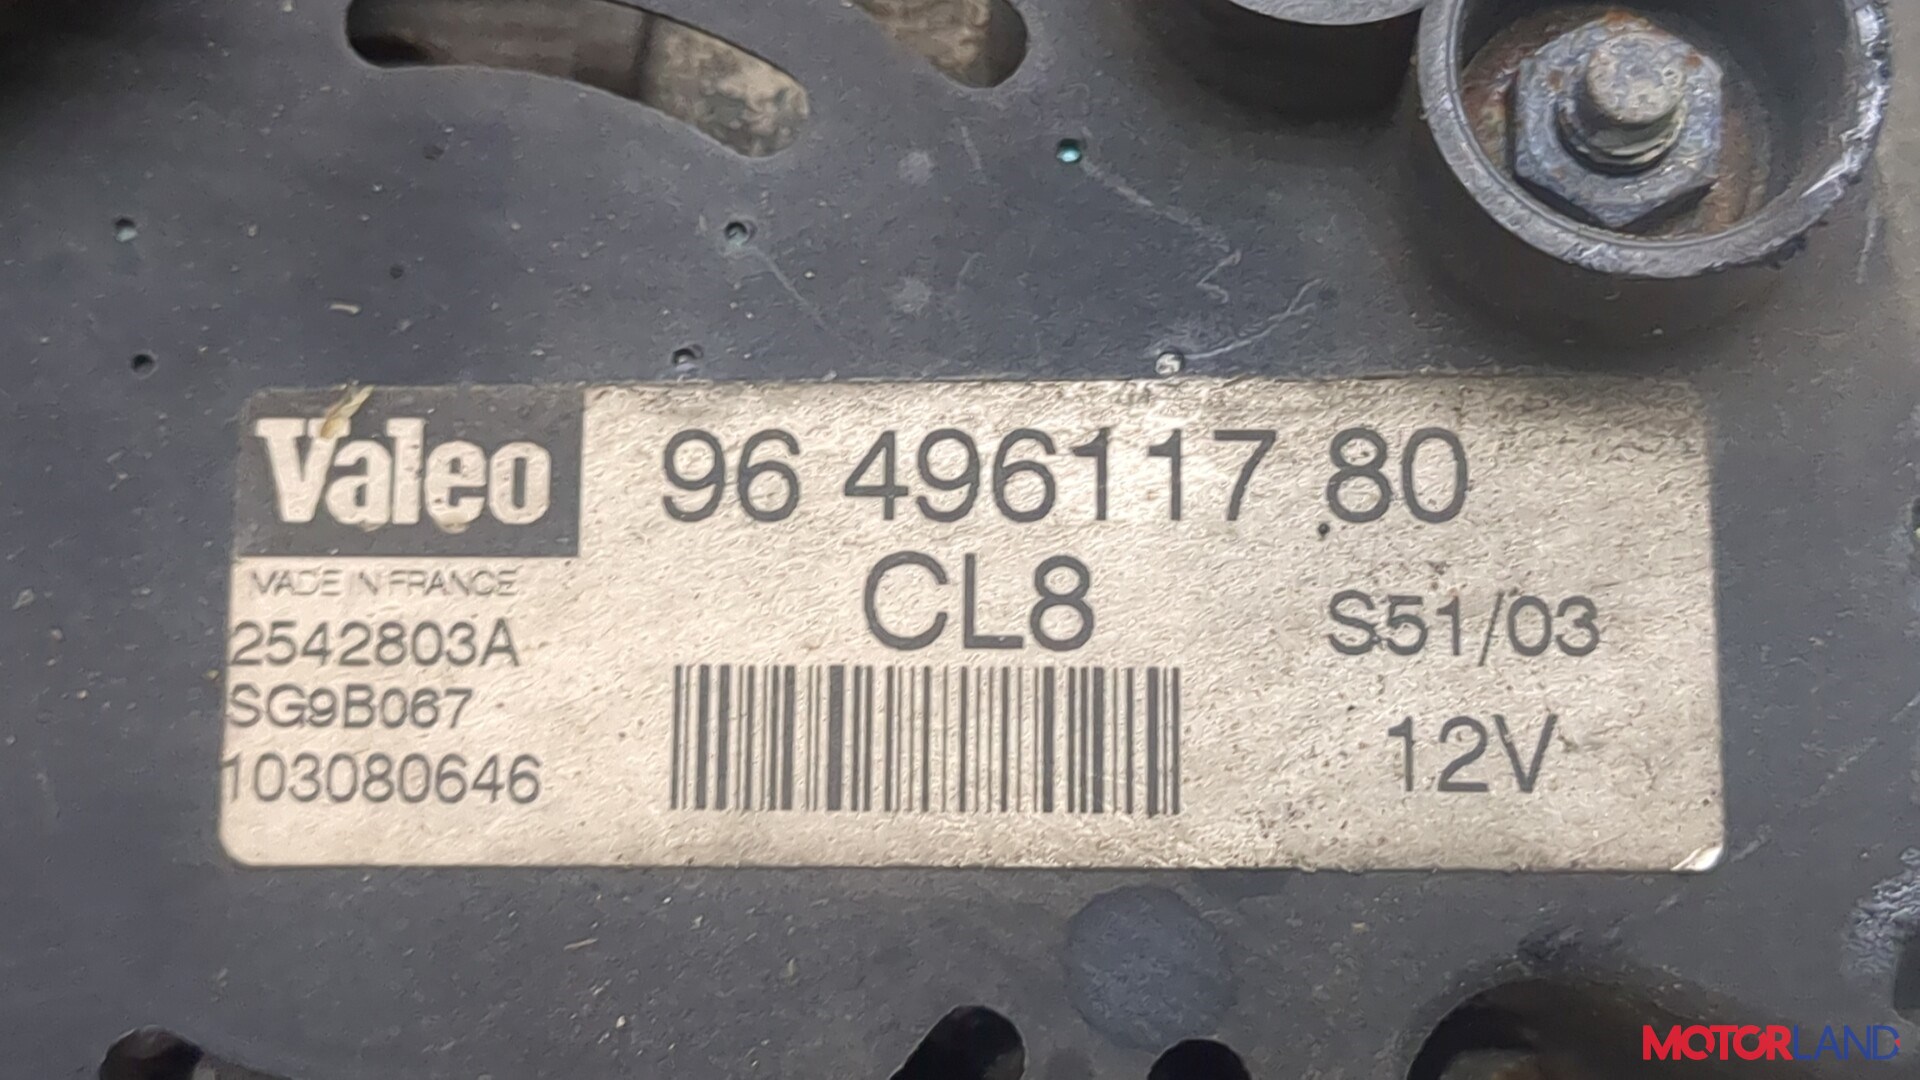 Valeo
96 496117 80
MADE IN FRANCE
CL8
2542803A
S51/03
SG9B067
12V
103080646
MOTORLAND